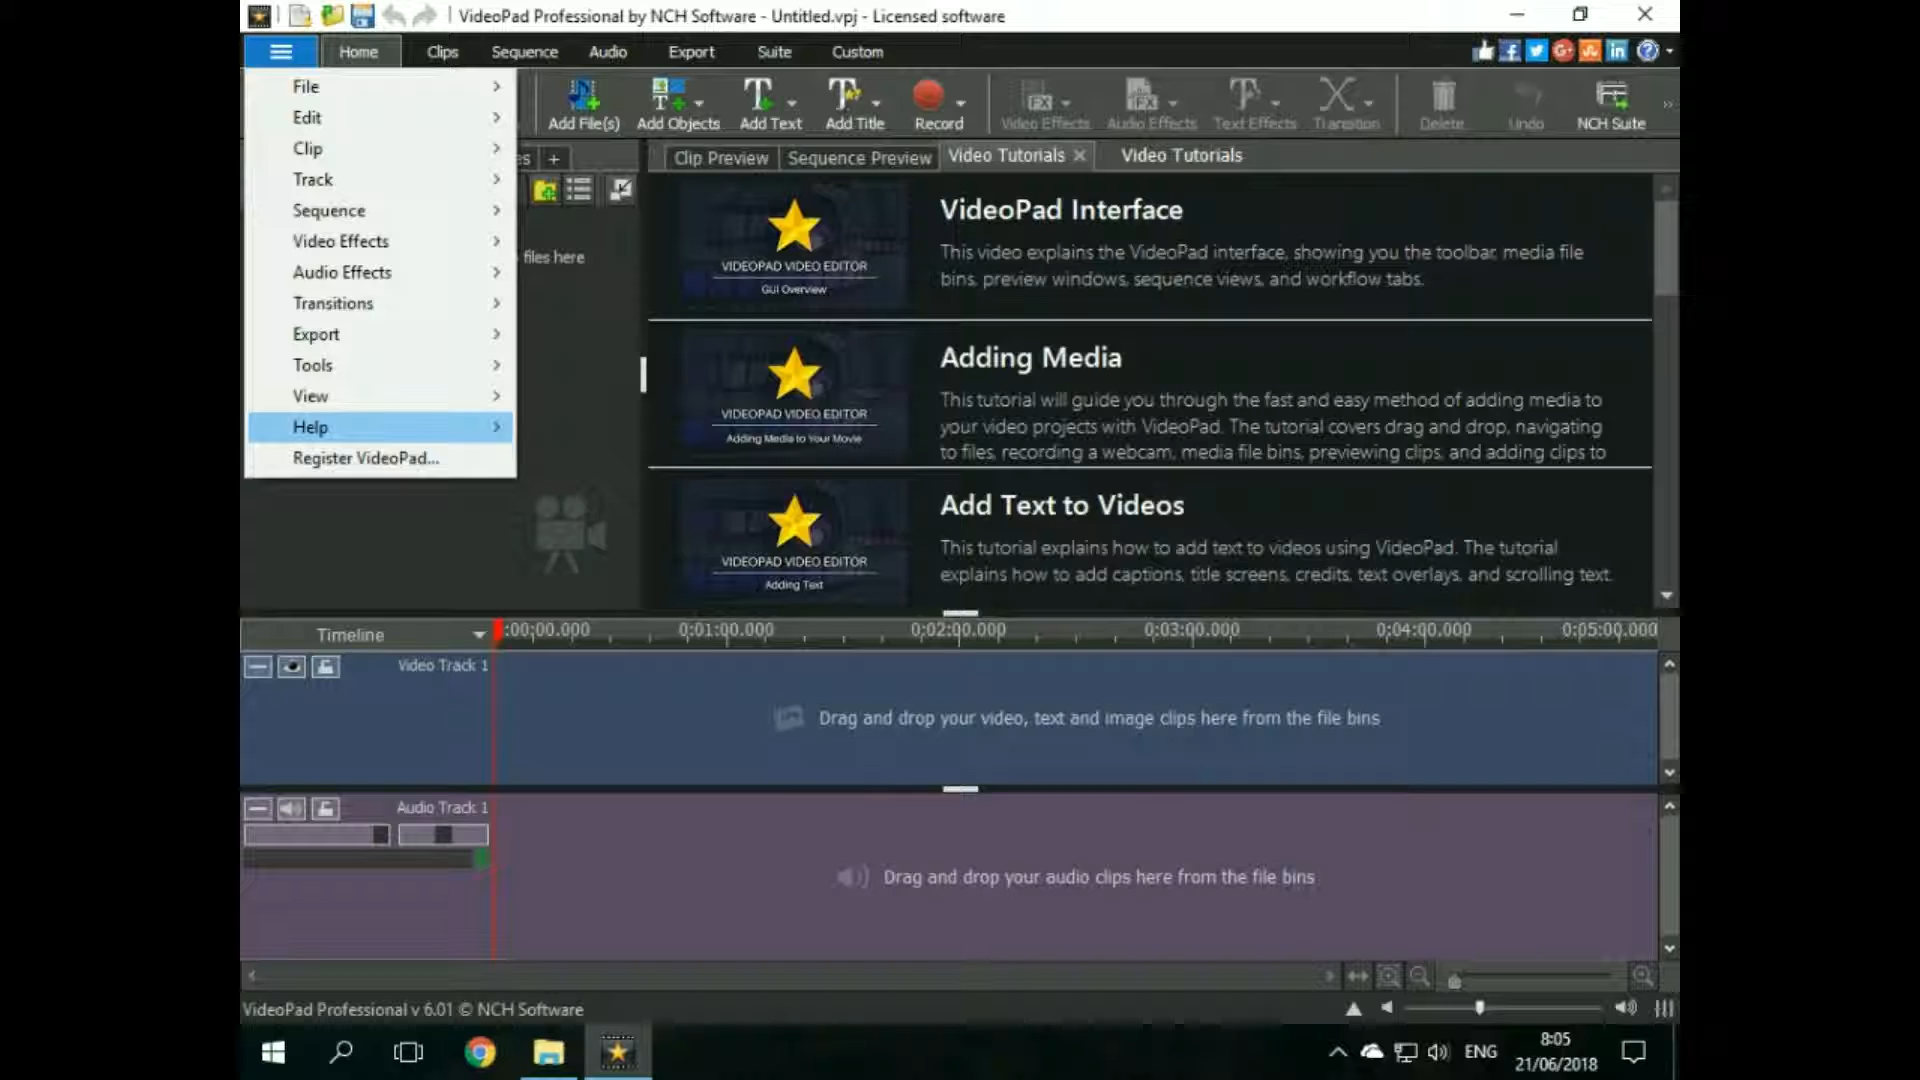 VideoPad Professional by NCH Software - Untitled.vpj - Licensed software
Home Clips Sequence Audio Export Suite Custom
File
Edit
Clip
Track
Sequence
Video Effects
Audio Effects
Transitions
Export
Tools
View
Help
Register VideoPad...
Add File(s) Add Objects Add Text Add Title Record Video Effects Audio Effects Text Effects Transition Delete Undo NCH Suite
files here
Clip Preview Sequence Preview Video Tutorials Video Tutorials
VIDEOPAD VIDEO EDITOR
GUI Overview
VideoPad Interface
This video explains the VideoPad interface, showing you the toolbar, media file
bins, preview windows, sequence views, and workflow tabs.
VIDEOPAD VIDEO EDITOR
Adding Media to Your Movie
Adding Media
This tutorial will guide you through the fast and easy method of adding media to
your video projects with VideoPad. The tutorial covers drag and drop, navigating
to files, recording a webcam, media file bins, previewing clips, and adding clips to
VIDEOPAD VIDEO EDITOR
Adding Text
Add Text to Videos
This tutorial explains how to add text to videos using VideoPad. The tutorial
explains how to add captions, title screens, credits, text overlays, and scrolling text.
Timeline :00:00.000 0:01:00.000 0:02:00.000 0:03:00.000 0:04:00.000 0:05:00.000
Video Track 1
Drag and drop your video, text and image clips here from the file bins
Audio Track 1
Drag and drop your audio clips here from the file bins
VideoPad Professional v 6.01 © NCH Software
ENG
8:05
21/06/2018